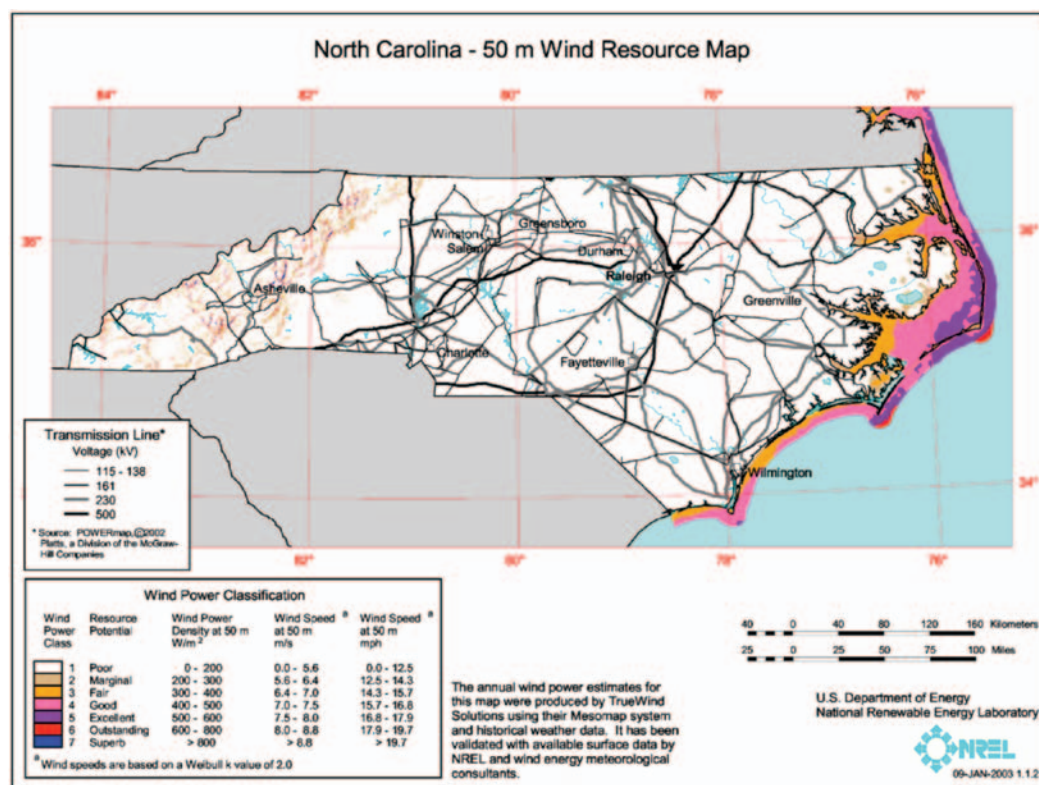 North Carolina - 50 m Wind Resource Map
84° 82° 80° 78° 76°
36° 36°
Winston-
Salem
Greensboro
Durham
Raleigh
Asheville
Greenville
Charlotte
Fayetteville
Wilmington
34° 34°
82° 80° 78° 76°
Transmission Line*
Voltage (kV)
115 - 138
161
230
500
* Source: POWERmap, ©2002
Platts, a Division of the McGraw-
Hill Companies
Wind Power Classification
Wind Resource Wind Power Wind Speed a Wind Speed a
Power Potential Density at 50 m at 50 m at 50 m
Class W/m2 m/s mph
1 Poor 0 - 200 0.0 - 5.6 0.0 - 12.5
2 Marginal 200 - 300 5.6 - 6.4 12.5 - 14.3
3 Fair 300 - 400 6.4 - 7.0 14.3 - 15.7
4 Good 400 - 500 7.0 - 7.5 15.7 - 16.8
5 Excellent 500 - 600 7.5 - 8.0 16.8 - 17.9
6 Outstanding 600 - 800 8.0 - 8.8 17.9 - 19.7
7 Superb > 800 > 8.8 > 19.7
a Wind speeds are based on a Weibull k value of 2.0
The annual wind power estimates for
this map were produced by TrueWind
Solutions using their Mesomap system
and historical weather data. It has been
validated with available surface data by
NREL and wind energy meteorological
consultants.
40 0 40 80 120 160 Kilometers
25 0 25 50 75 100 Miles
U.S. Department of Energy
National Renewable Energy Laboratory
NREL
09-JAN-2003 1.1.2